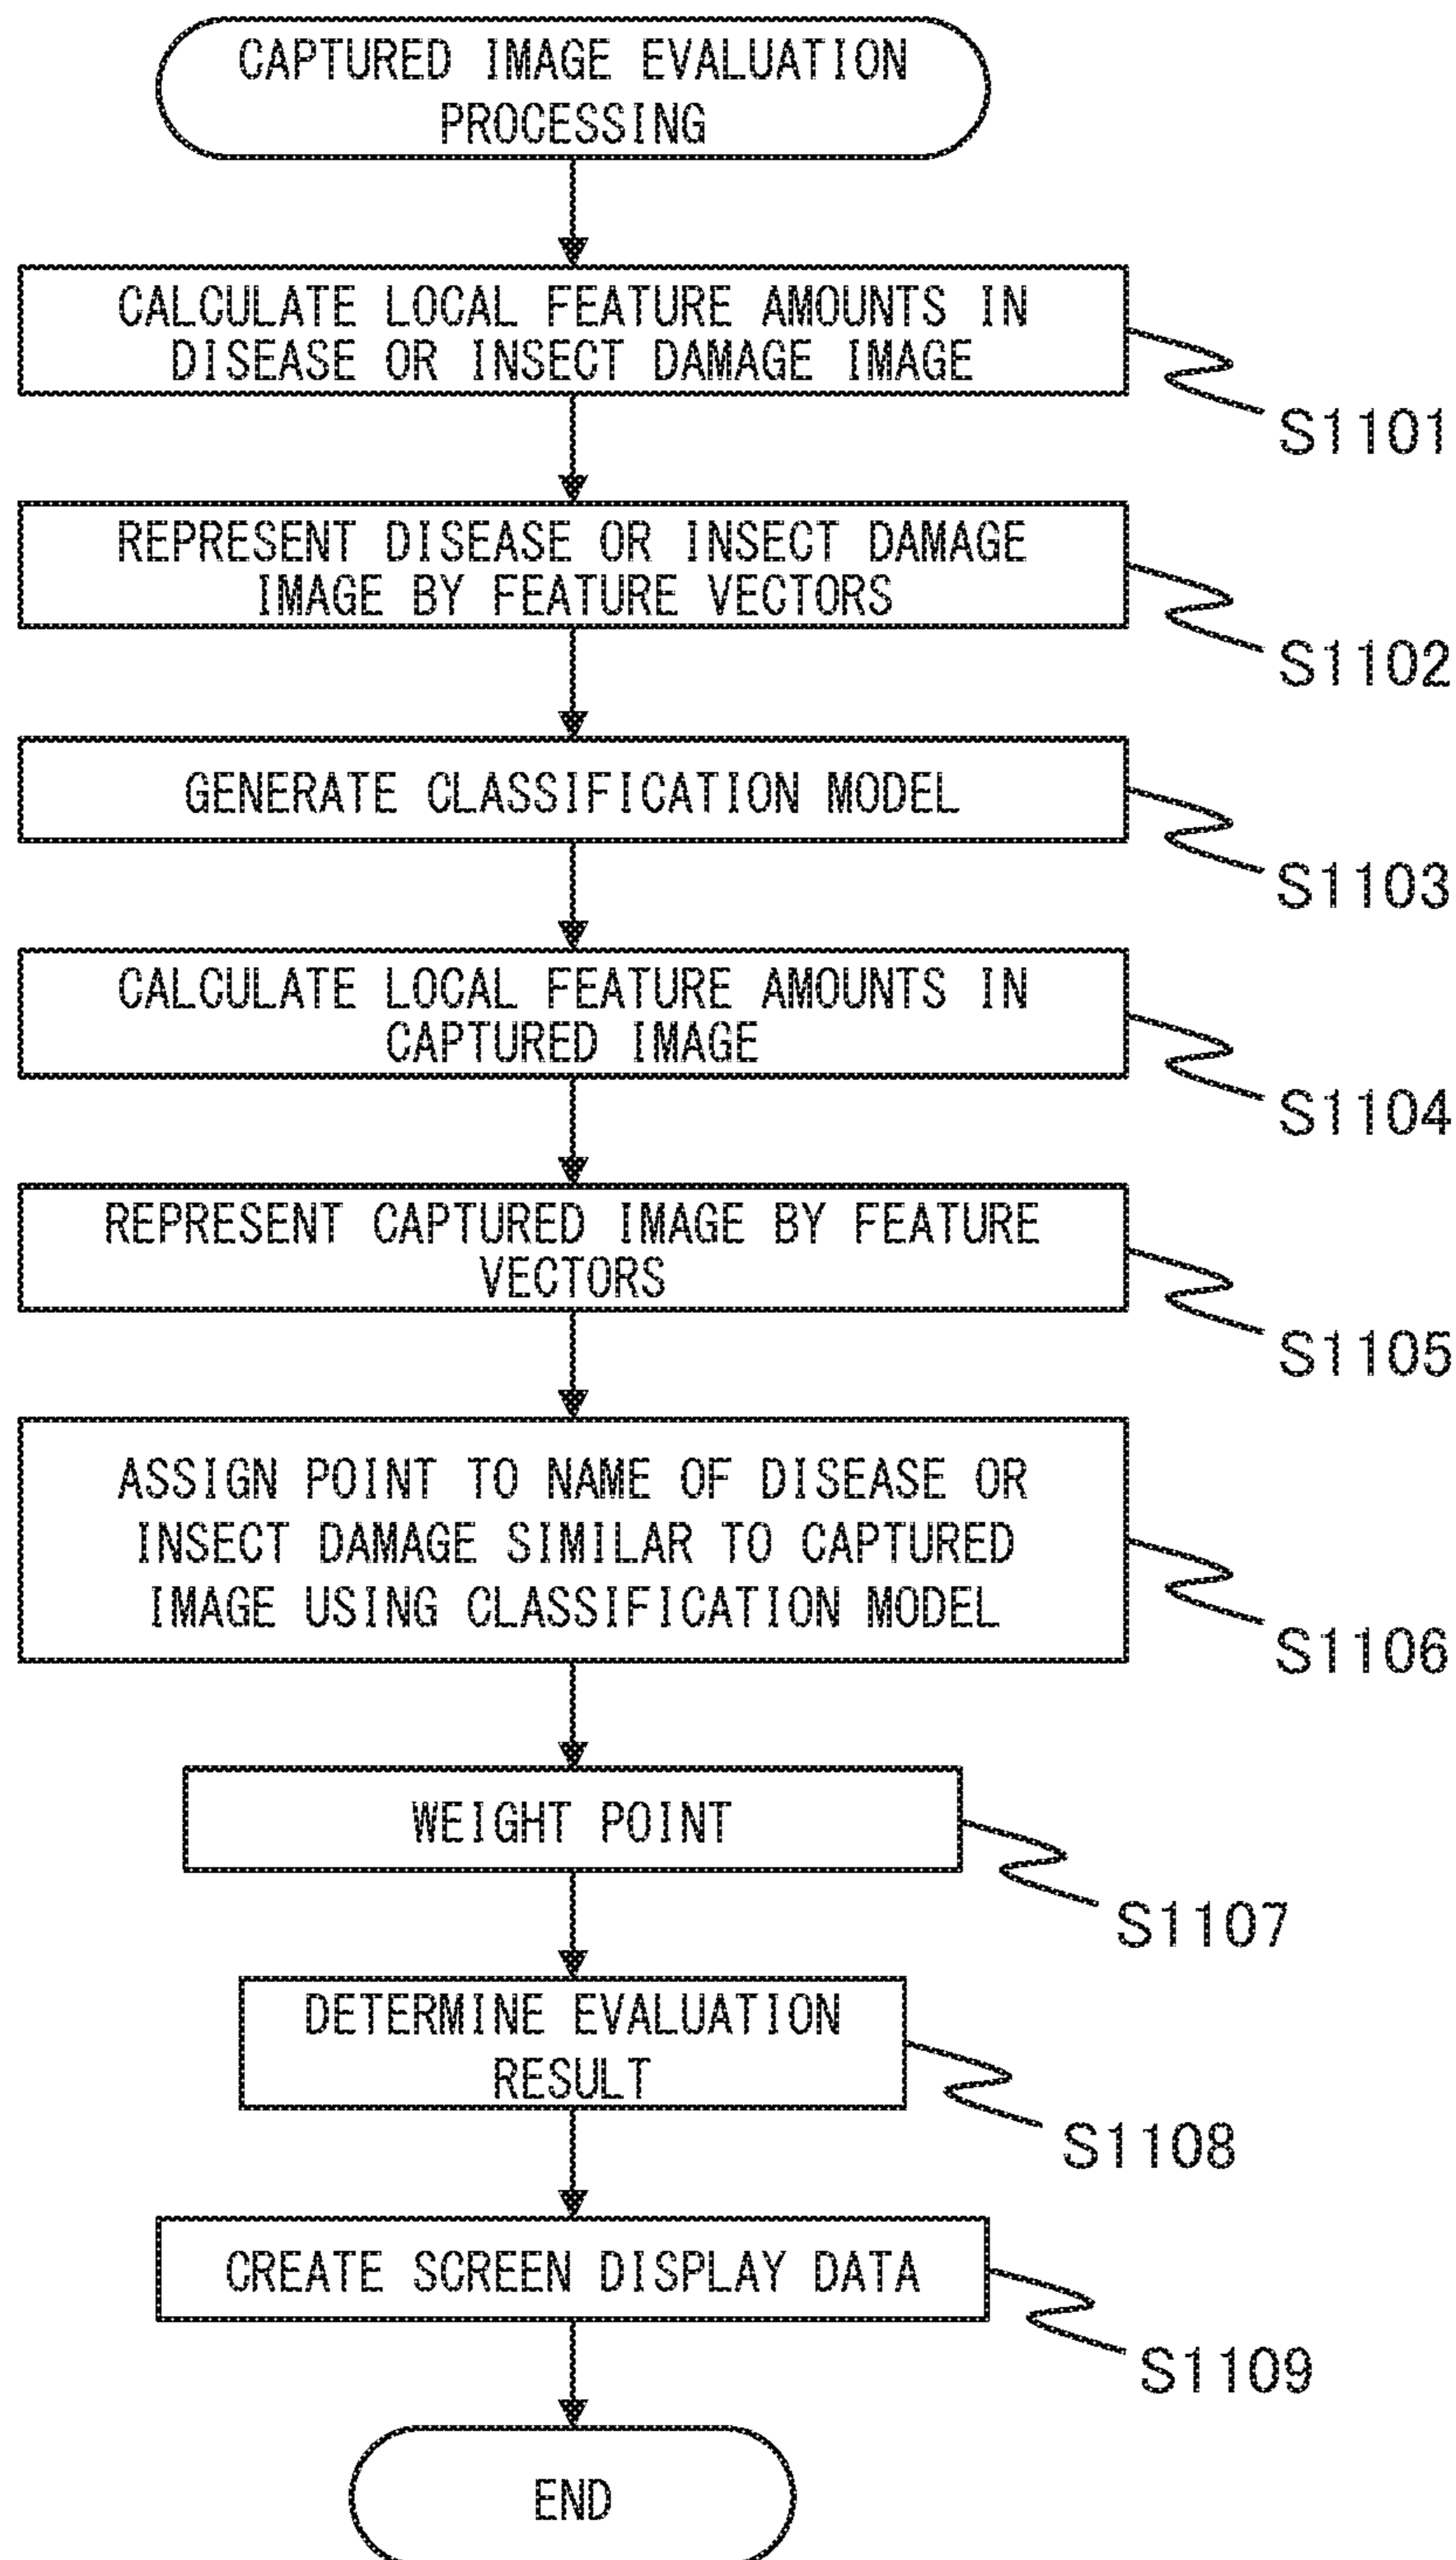 CAPTURED IMAGE EVALUATION
PROCESSING
CALCULATE LOCAL FEATURE AMOUNTS IN
DISEASE OR INSECT DAMAGE IMAGE
S1101
REPRESENT DISEASE OR INSECT DAMAGE
IMAGE BY FEATURE VECTORS
S1102
GENERATE CLASSIFICATION MODEL
S1103
CALCULATE LOCAL FEATURE AMOUNTS IN
CAPTURED IMAGE
S1104
REPRESENT CAPTURED IMAGE BY FEATURE
VECTORS
S1105
ASSIGN POINT TO NAME OF DISEASE OR
INSECT DAMAGE SIMILAR TO CAPTURED
IMAGE USING CLASSIFICATION MODEL
S1106
WEIGHT POINT
S1107
DETERMINE EVALUATION
RESULT
S1108
CREATE SCREEN DISPLAY DATA
S1109
END